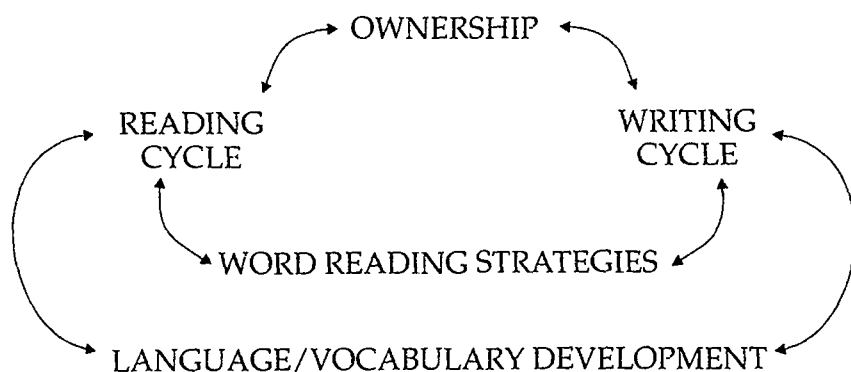 OWNERSHIP
READING
CYCLE
WRITING
CYCLE
WORD READING STRATEGIES
LANGUAGE/VOCABULARY DEVELOPMENT